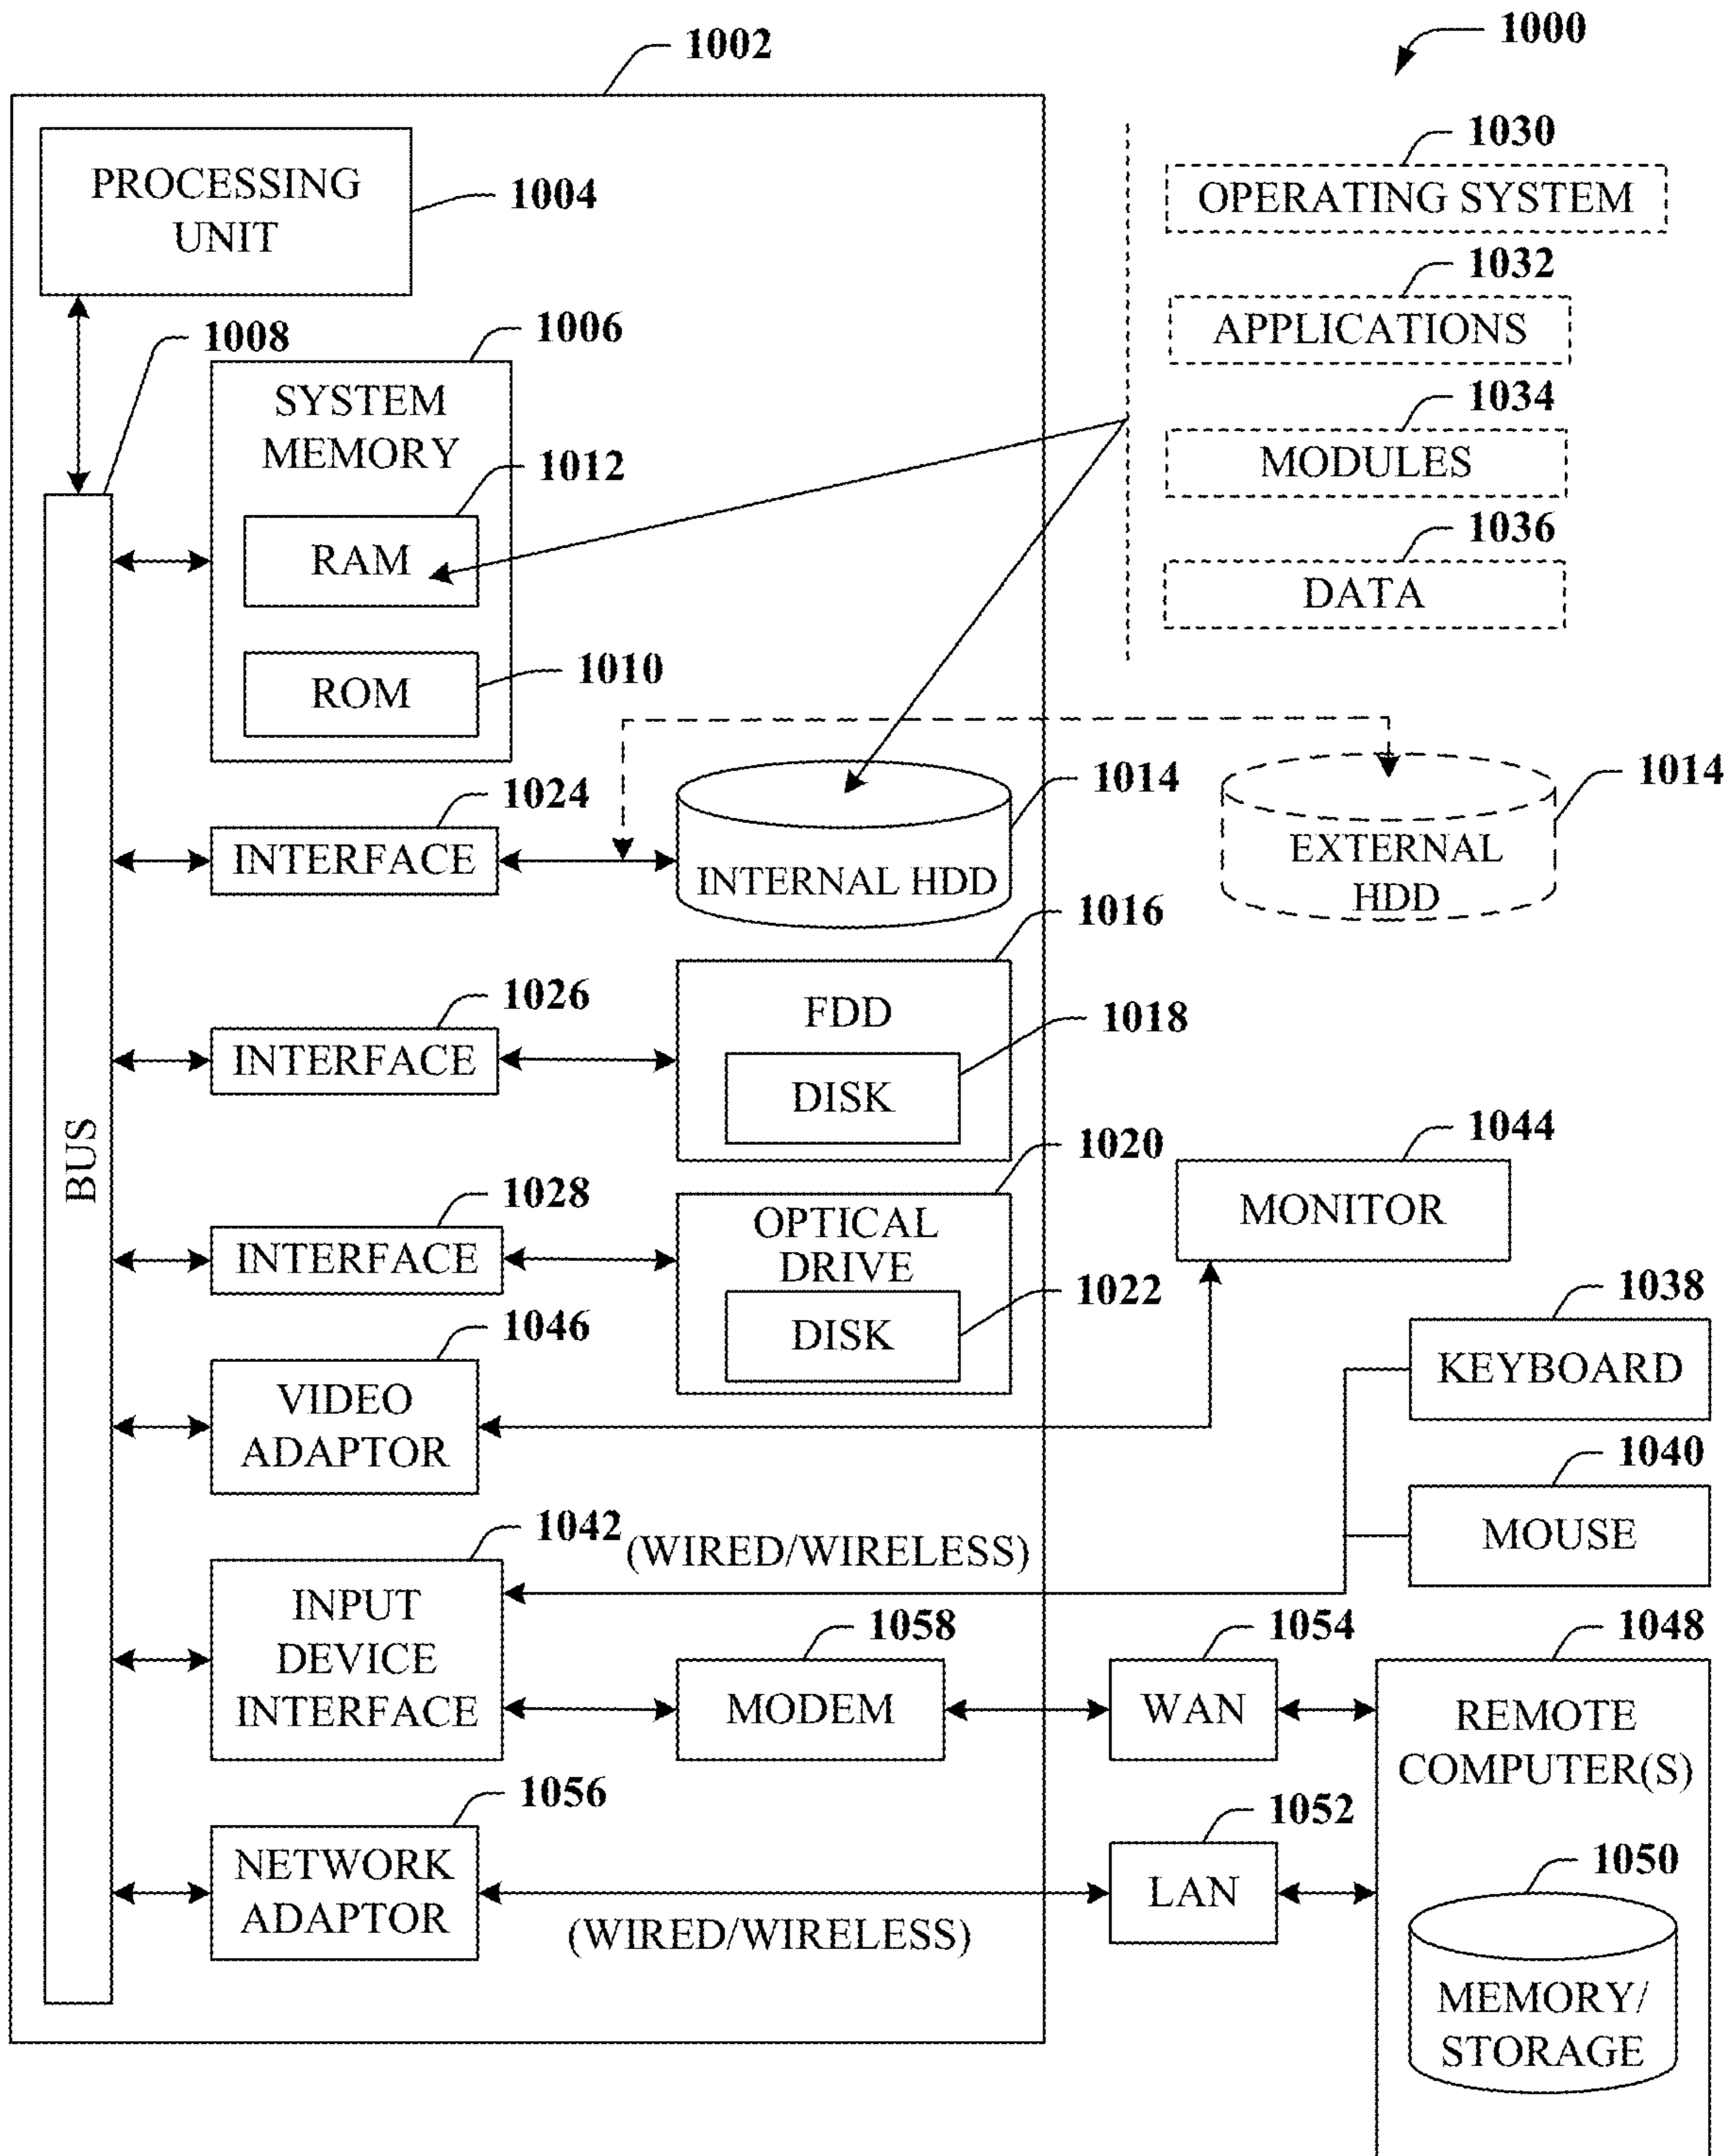 1002
1000
PROCESSING
UNIT
1004
1030
OPERATING SYSTEM
1032
APPLICATIONS
1034
MODULES
1036
DATA
1008
1006
SYSTEM
MEMORY
1012
RAM
1010
ROM
1024
INTERFACE
1014
INTERNAL HDD
1014
EXTERNAL
HDD
1016
FDD
1026
INTERFACE
1018
DISK
BUS
1020
OPTICAL
DRIVE
1028
INTERFACE
1022
DISK
1044
MONITOR
1046
VIDEO
ADAPTOR
1038
KEYBOARD
1040
MOUSE
1042
(WIRED/WIRELESS)
INPUT
DEVICE
INTERFACE
1058
MODEM
1054
WAN
1048
REMOTE
COMPUTER(S)
1056
NETWORK
ADAPTOR
(WIRED/WIRELESS)
1052
LAN
1050
MEMORY/
STORAGE